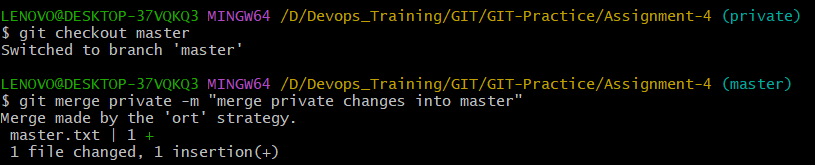 LENOVO@DESKTOP-37VQKQ3 MINGW64 /D/Devops_Training/GIT/GIT-Practice/Assignment-4 (private)
$ git checkout master
Switched to branch 'master'
LENOVO@DESKTOP-37VQKQ3 MINGW64 /D/Devops_Training/GIT/GIT-Practice/Assignment-4 (master)
$ git merge private -m "merge private changes into master"
Merge made by the 'ort' strategy.
 master.txt | 1 +
 1 file changed, 1 insertion(+)